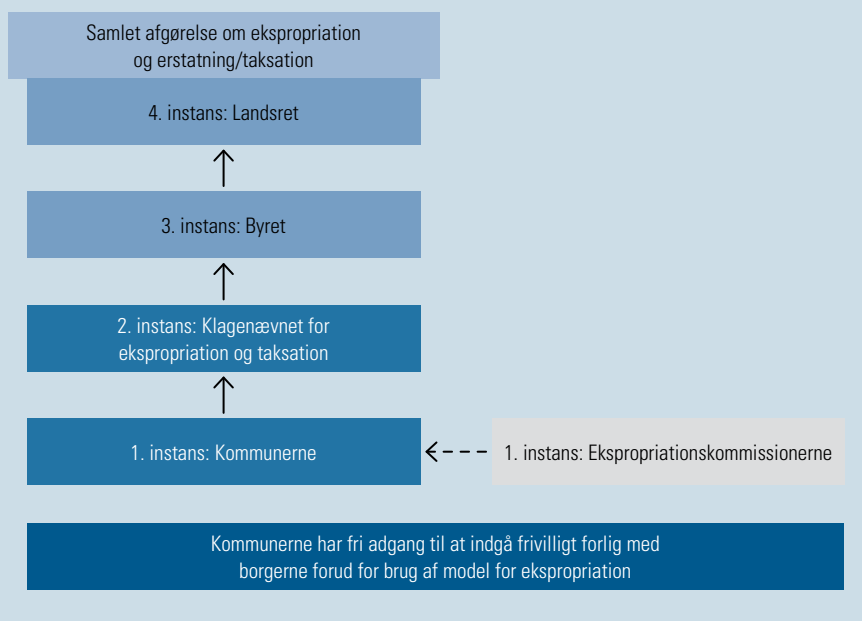 Samlet afgørelse om ekspropriation
og erstatning/taksation
4. instans: Landsret
3. instans: Byret
2. instans: Klagenævnet for
ekspropriation og taksation
1. instans: Kommunerne
1. instans: Ekspropriationskommissionerne
Kommunerne har fri adgang til at indgå frivilligt forlig med
borgerne forud for brug af model for ekspropriation